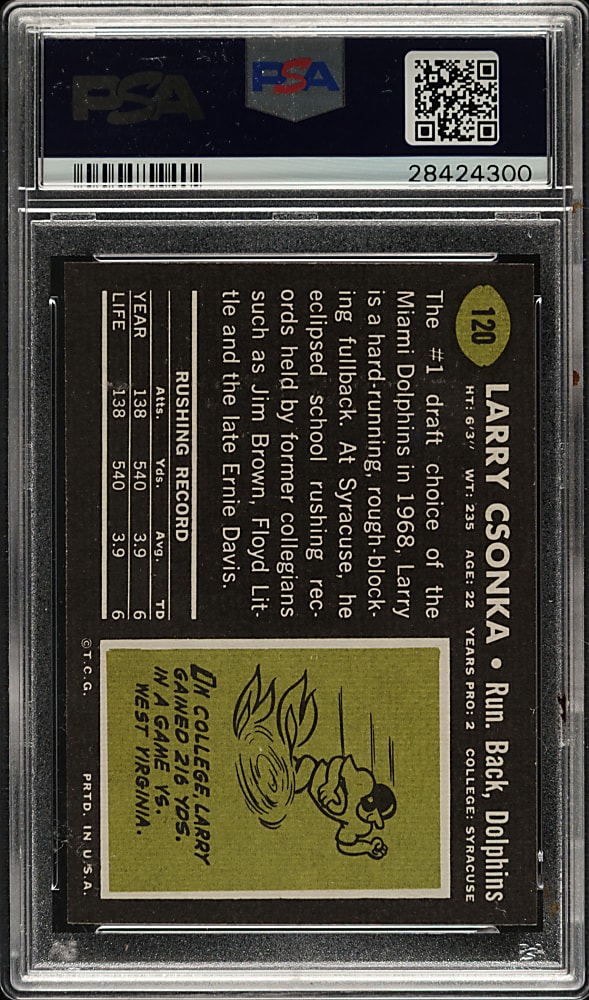 PSA
PSA
28424300
120
LARRY CSONKA • Run. Back, Dolphins
HT: 6'3" WT: 235 AGE: 22 YEARS PRO: 2 COLLEGE: SYRACUSE
The #1 draft choice of the
Miami Dolphins in 1968, Larry
is a hard-running, rough-block-
ing fullback. At Syracuse, he
eclipsed school rushing rec-
ords held by former collegians
such as Jim Brown, Floyd Lit-
tle and the late Ernie Davis.
RUSHING RECORD
Atts. Yds. Avg. TD
YEAR 138 540 3.9 6
LIFE 138 540 3.9 6
IN COLLEGE LARRY
GAINED 216 YDS.
IN A GAME VS.
WEST VIRGINIA.
© T.C.G. PRTD. IN U.S.A.